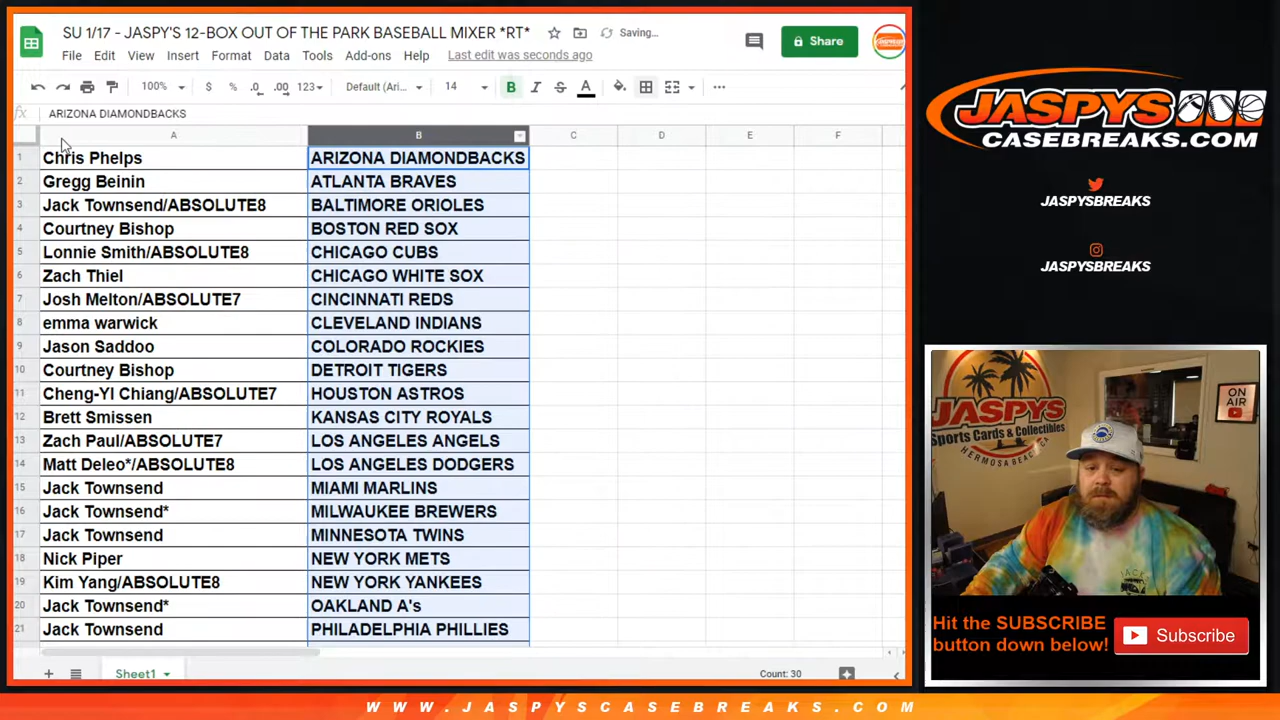 SU 1/17 - JASPY'S 12-BOX OUT OF THE PARK BASEBALL MIXER *RT*
Saving...
Share
File Edit View Insert Format Data Tools Add-ons Help Last edit was seconds ago
100% $ % .0 .00 123 Default (Ari... 14 B I S A
fx ARIZONA DIAMONDBACKS
A B C D E F
1 Chris Phelps ARIZONA DIAMONDBACKS
2 Gregg Beinin ATLANTA BRAVES
3 Jack Townsend/ABSOLUTE8 BALTIMORE ORIOLES
4 Courtney Bishop BOSTON RED SOX
5 Lonnie Smith/ABSOLUTE8 CHICAGO CUBS
6 Zach Thiel CHICAGO WHITE SOX
7 Josh Melton/ABSOLUTE7 CINCINNATI REDS
8 emma warwick CLEVELAND INDIANS
9 Jason Saddoo COLORADO ROCKIES
10 Courtney Bishop DETROIT TIGERS
11 Cheng-YI Chiang/ABSOLUTE7 HOUSTON ASTROS
12 Brett Smissen KANSAS CITY ROYALS
13 Zach Paul/ABSOLUTE7 LOS ANGELES ANGELS
14 Matt Deleo*/ABSOLUTE8 LOS ANGELES DODGERS
15 Jack Townsend MIAMI MARLINS
16 Jack Townsend* MILWAUKEE BREWERS
17 Jack Townsend MINNESOTA TWINS
18 Nick Piper NEW YORK METS
19 Kim Yang/ABSOLUTE8 NEW YORK YANKEES
20 Jack Townsend* OAKLAND A's
21 Jack Townsend PHILADELPHIA PHILLIES
Sheet1
Count: 30
JASPYS
CASEBREAKS.COM
JASPYSBREAKS
JASPYSBREAKS
JASPYS
Sports Cards & Collectibles
HERMOSA BEACH, CA
ON
AIR
Hit the SUBSCRIBE
button down below!
Subscribe
WWW.JASPYSCASEBREAKS.COM